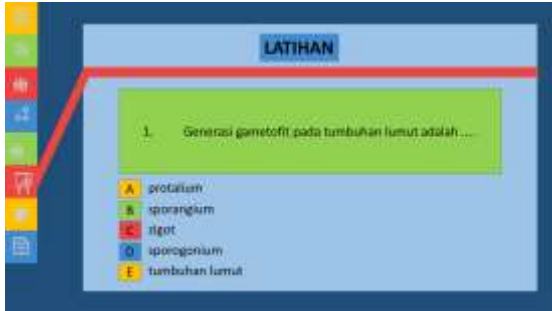 LATIHAN
1. Generasi gametofit pada tumbuhan lumut adalah ....
A protalium
B sporangium
C zigot
D sporogonium
E tumbuhan lumut